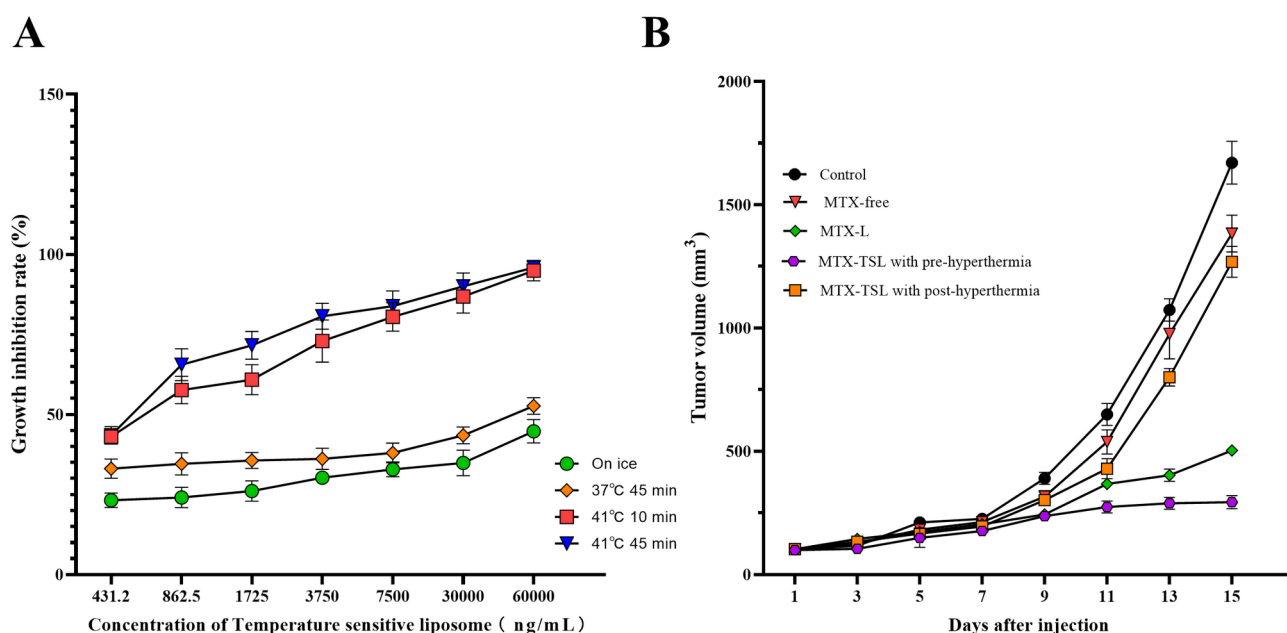 A
Growth inhibition rate (%)
150
100
50
0
431.2 862.5 1725 3750 7500 30000 60000
Concentration of Temperature sensitive liposome ( ng/mL )
On ice
37℃ 45 min
41℃ 10 min
41℃ 45 min
B
Tumor volume (mm³)
2000
1500
1000
500
0
1 3 5 7 9 11 13 15
Days after injection
Control
MTX-free
MTX-L
MTX-TSL with pre-hyperthermia
MTX-TSL with post-hyperthermia